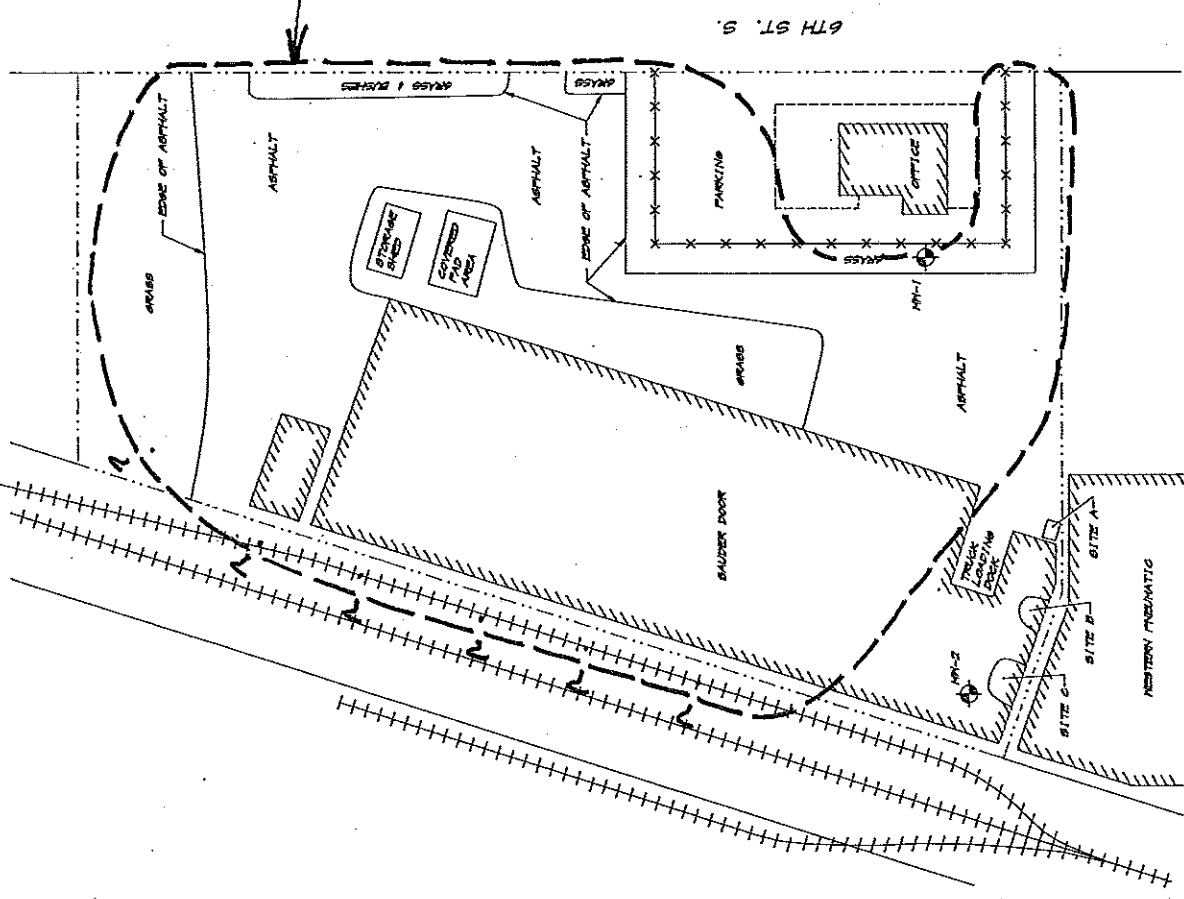 6TH ST. S.
GRASS & BUSHES
GRASS
EDGE OF ASPHALT
ASPHALT
ASPHALT
EDGE OF ASPHALT
PARKING
OFFICE
GRASS
STORAGE
SHED
COVERED
PAD
AREA
GRASS
MW-1
GRASS
ASPHALT
BAUDER DOOR
TRUCK
LOADING
DOCK
SITE A
SITE B
SITE C
MW-2
WESTERN PNEUMATIC